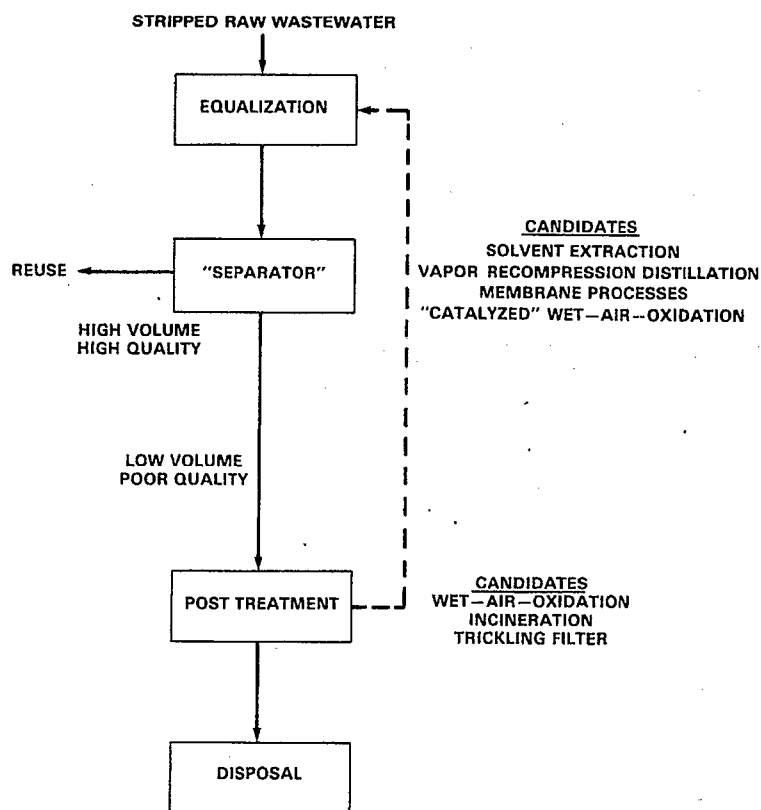 STRIPPED RAW WASTEWATER
EQUALIZATION
CANDIDATES
SOLVENT EXTRACTION
VAPOR RECOMPRESSION DISTILLATION
MEMBRANE PROCESSES
"CATALYZED" WET—AIR—OXIDATION
REUSE
"SEPARATOR"
HIGH VOLUME
HIGH QUALITY
LOW VOLUME
POOR QUALITY
POST TREATMENT
CANDIDATES
WET—AIR—OXIDATION
INCINERATION
TRICKLING FILTER
DISPOSAL